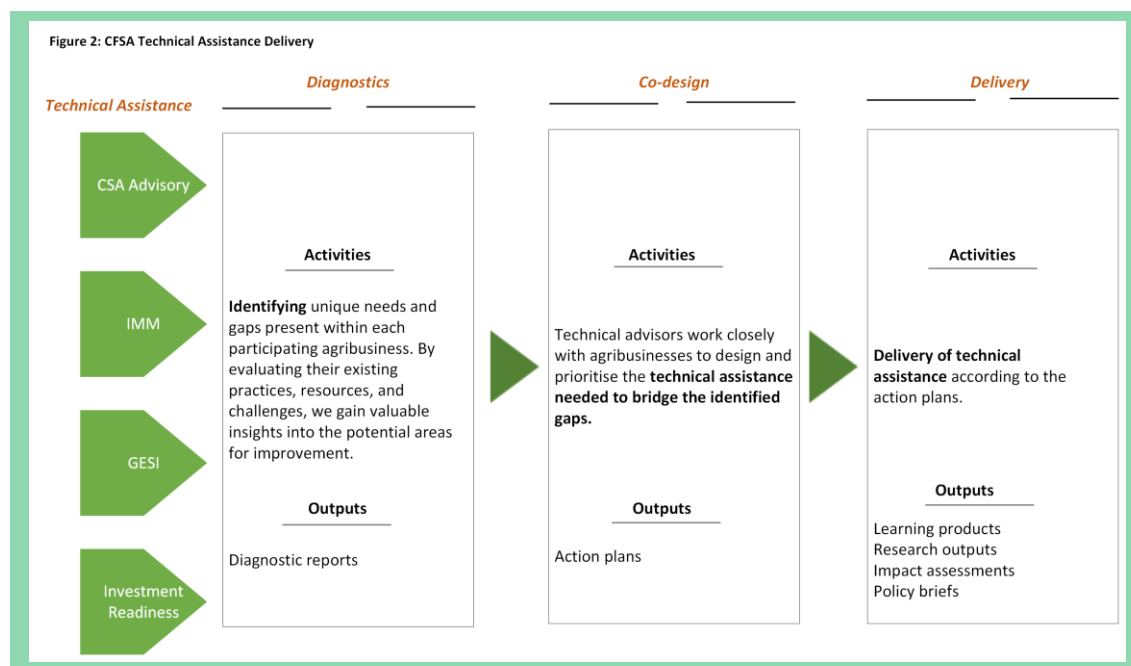 Figure 2: CFSA Technical Assistance Delivery
Technical Assistance
CSA Advisory
IMM
GESI
Investment
Readiness
Diagnostics
Activities
Identifying unique needs and
gaps present within each
participating agribusiness. By
evaluating their existing
practices, resources, and
challenges, we gain valuable
insights into the potential areas
for improvement.
Outputs
Diagnostic reports
Co-design
Activities
Technical advisors work closely
with agribusinesses to design and
prioritise the technical assistance
needed to bridge the identified
gaps.
Outputs
Action plans
Delivery
Activities
Delivery of technical
assistance according to the
action plans.
Outputs
Learning products
Research outputs
Impact assessments
Policy briefs